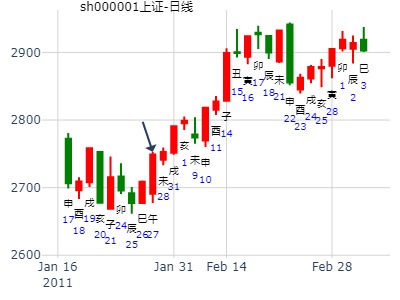 sh000001上证-日线
2900
2800
2700
2600
申
17
酉
18
戌
19
亥
20
子
21
卯
24
辰
25
巳
26
午
27
未
28
戌
31
亥
1
未
9
申
10
酉
11
子
14
丑
15
寅
16
卯
17
辰
18
未
21
申
22
酉
23
戌
24
亥
25
寅
28
卯
1
辰
2
巳
3
Jan 16
2011
Jan 31
Feb 14
Feb 28